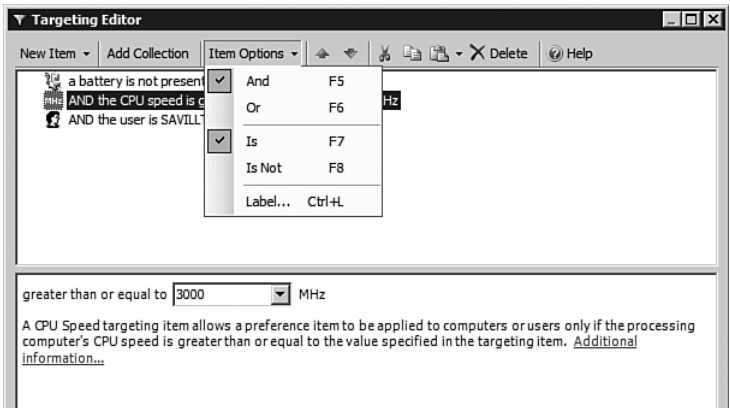 Targeting Editor
New Item Add Collection Item Options Delete Help
a battery is not present
AND the CPU speed is g Hz
AND the user is SAVILLT
And F5
Or F6
Is F7
Is Not F8
Label... Ctrl+L
MHz
greater than or equal to 3000 MHz
A CPU Speed targeting item allows a preference item to be applied to computers or users only if the processing
computer's CPU speed is greater than or equal to the value specified in the targeting item. Additional
information...